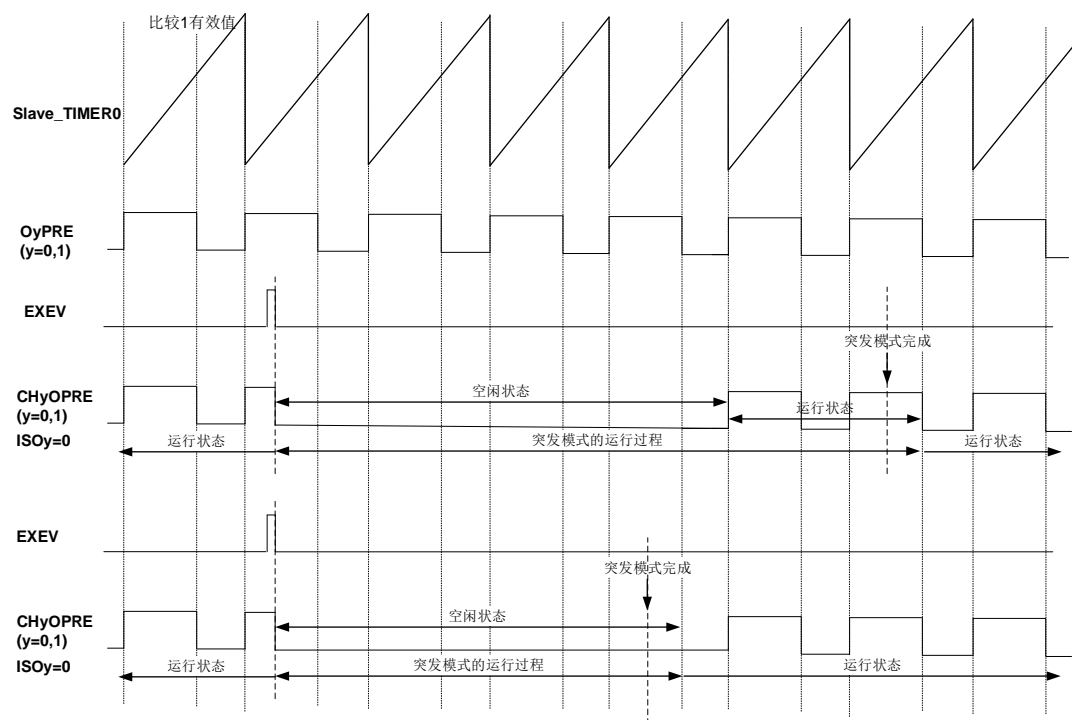 比较1有效值
Slave_TIMER0
OyPRE
(y=0,1)
EXEV
突发模式完成
CHyOPRE
(y=0,1)
ISOy=0
空闲状态
运行状态
运行状态
突发模式的运行过程
运行状态
EXEV
突发模式完成
CHyOPRE
(y=0,1)
ISOy=0
空闲状态
运行状态
突发模式的运行过程
运行状态